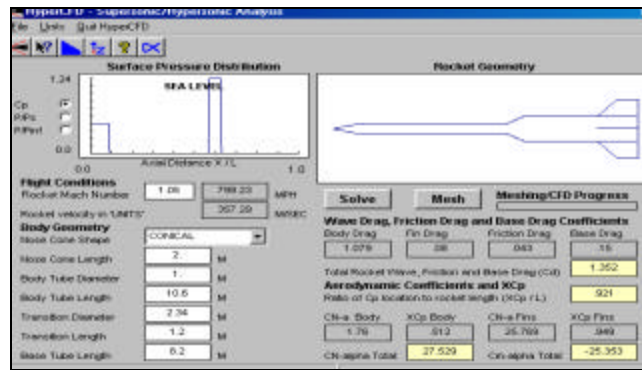 HyperCFD - Supersonic/Hypersonic Analysis
File Units Quit HyperCFD
Surface Pressure Distribution
Rocket Geometry
1.24
SEA LEVEL
Cp
P/Po
0.0
0.0
Axial Distance X / L
1.0
Flight Conditions
Rocket Mach Number
1.05
799.23
MPH
Rocket velocity in 'UNITS'
357.29
M/SEC
Body Geometry
Nose Cone Shape
CONICAL
Nose Cone Length
2.
M
Body Tube Diameter
1.
M
Body Tube Length
10.6
M
Transition Diameter
2.34
M
Transition Length
1.2
M
Base Tube Length
6.2
M
Solve
Mesh
Meshing/CFD Progress
Wave Drag, Friction Drag and Base Drag Coefficients
Body Drag
Fin Drag
Friction Drag
Base Drag
1.079
.08
.043
.15
Total Rocket Wave, Friction and Base Drag (Cd)
1.352
Aerodynamic Coefficients and XCp
Ratio of Cp location to rocket length (XCp / L)
.921
CN-a Body
XCp Body
CN-a Fins
XCp Fins
1.76
.512
25.769
.949
CN-alpha Total:
27.529
Cm-alpha Total:
-25.353